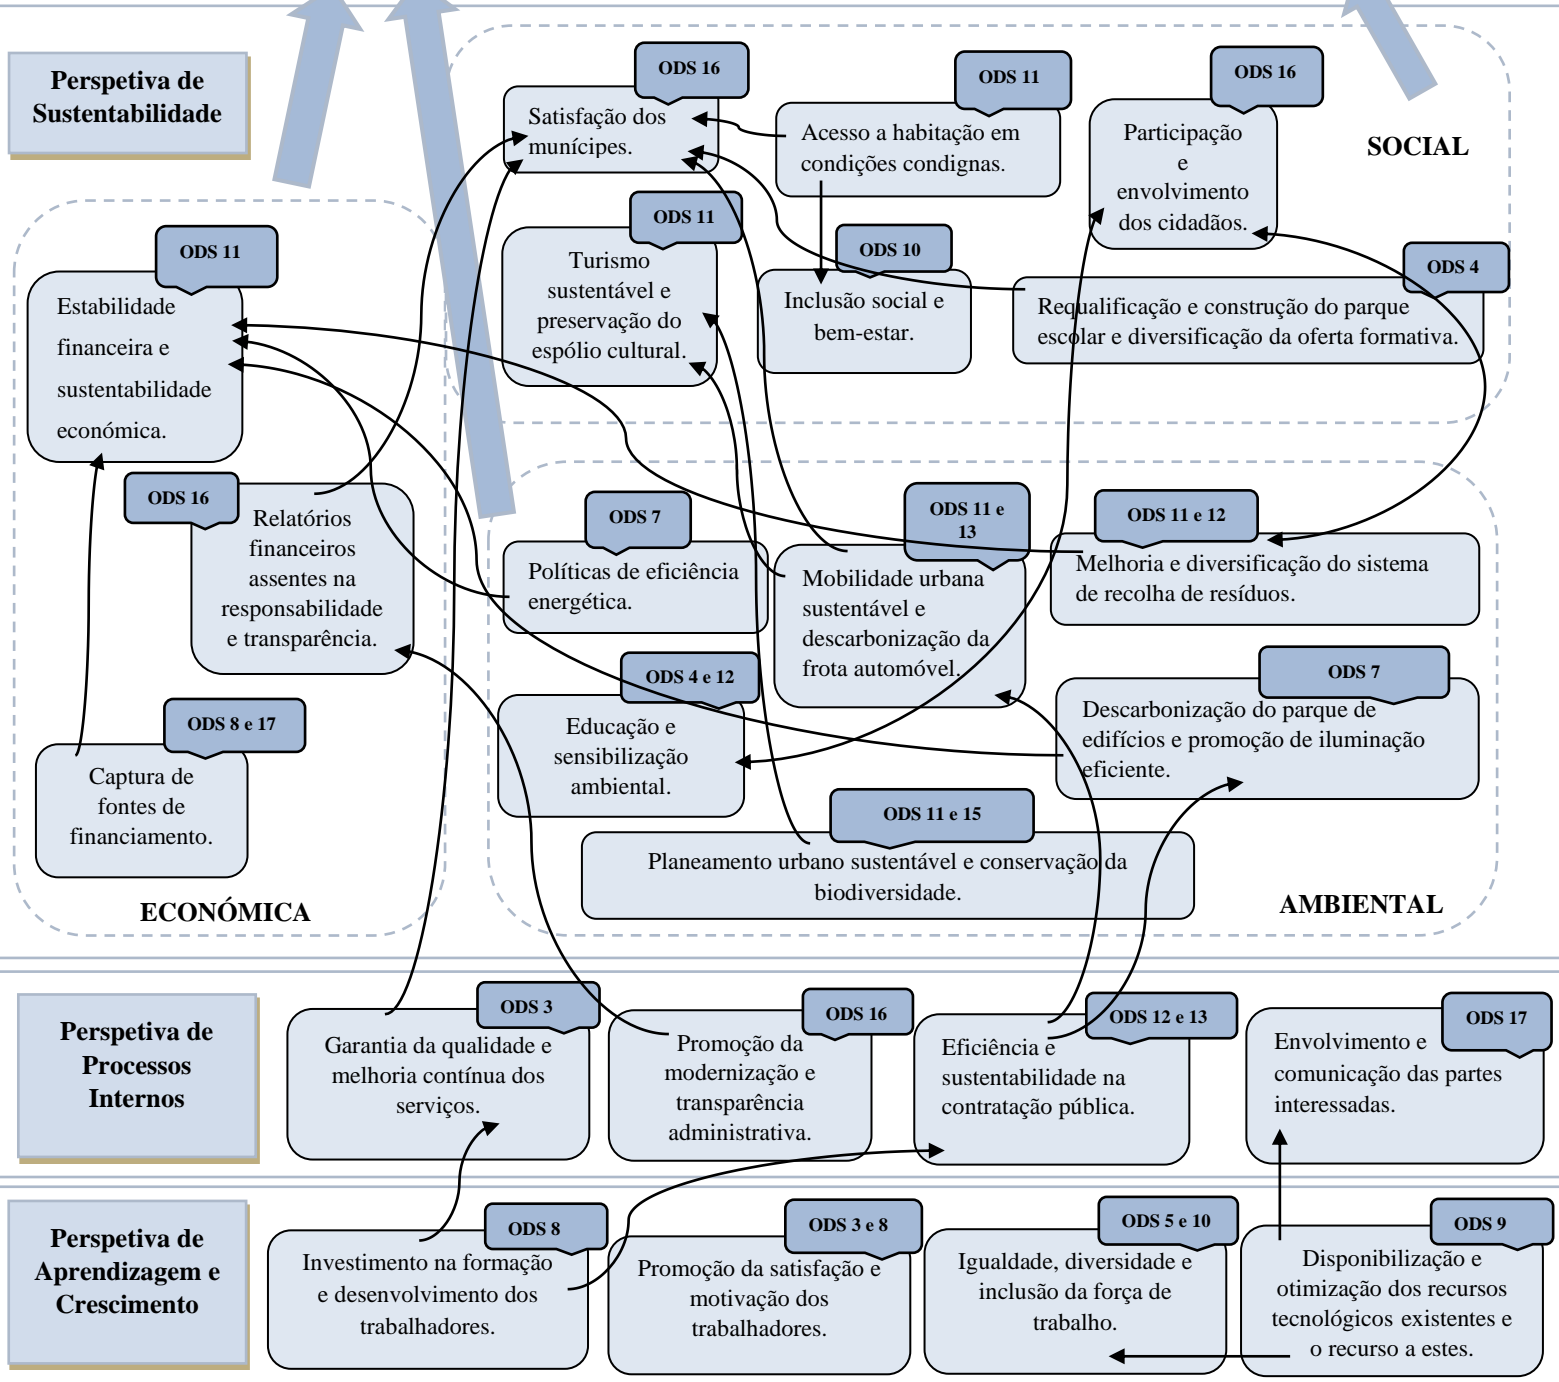 Perspetiva de
Sustentabilidade
ODS 16
Satisfação dos
munícipes.
ODS 11
Acesso a habitação em
condições condignas.
ODS 16
Participação
e
envolvimento
dos cidadãos.
SOCIAL
ODS 11
Turismo
sustentável e
preservação do
espólio cultural.
ODS 10
Inclusão social e
bem-estar.
ODS 4
Requalificação e construção do parque
escolar e diversificação da oferta formativa.
ODS 11
Estabilidade
financeira e
sustentabilidade
económica.
ODS 16
Relatórios
financeiros
assentes na
responsabilidade
e transparência.
ODS 8 e 17
Captura de
fontes de
financiamento.
ECONÓMICA
ODS 7
Políticas de eficiência
energética.
ODS 11 e
13
Mobilidade urbana
sustentável e
descarbonização da
frota automóvel.
ODS 11 e 12
Melhoria e diversificação do sistema
de recolha de resíduos.
ODS 4 e 12
Educação e
sensibilização
ambiental.
ODS 7
Descarbonização do parque de
edifícios e promoção de iluminação
eficiente.
ODS 11 e 15
Planeamento urbano sustentável e conservação da
biodiversidade.
AMBIENTAL
Perspetiva de
Processos
Internos
ODS 3
Garantia da qualidade e
melhoria contínua dos
serviços.
ODS 16
Promoção da
modernização e
transparência
administrativa.
ODS 12 e 13
Eficiência e
sustentabilidade na
contratação pública.
ODS 17
Envolvimento e
comunicação das partes
interessadas.
Perspetiva de
Aprendizagem e
Crescimento
ODS 8
Investimento na formação
e desenvolvimento dos
trabalhadores.
ODS 3 e 8
Promoção da satisfação e
motivação dos
trabalhadores.
ODS 5 e 10
Igualdade, diversidade e
inclusão da força de
trabalho.
ODS 9
Disponibilização e
otimização dos recursos
tecnológicos existentes e
o recurso a estes.